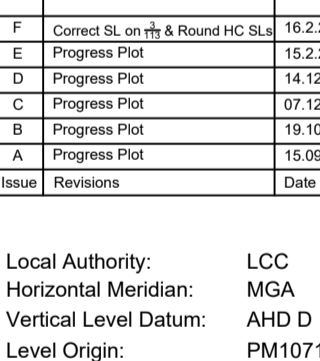 F Correct SL on 3/113 & Round HC SLs 16.2.
E Progress Plot 15.2.
D Progress Plot 14.12
C Progress Plot 07.12
B Progress Plot 19.10
A Progress Plot 15.09
Issue Revisions Date
Local Authority: LCC
Horizontal Meridian: MGA
Vertical Level Datum: AHD D
Level Origin: PM1071